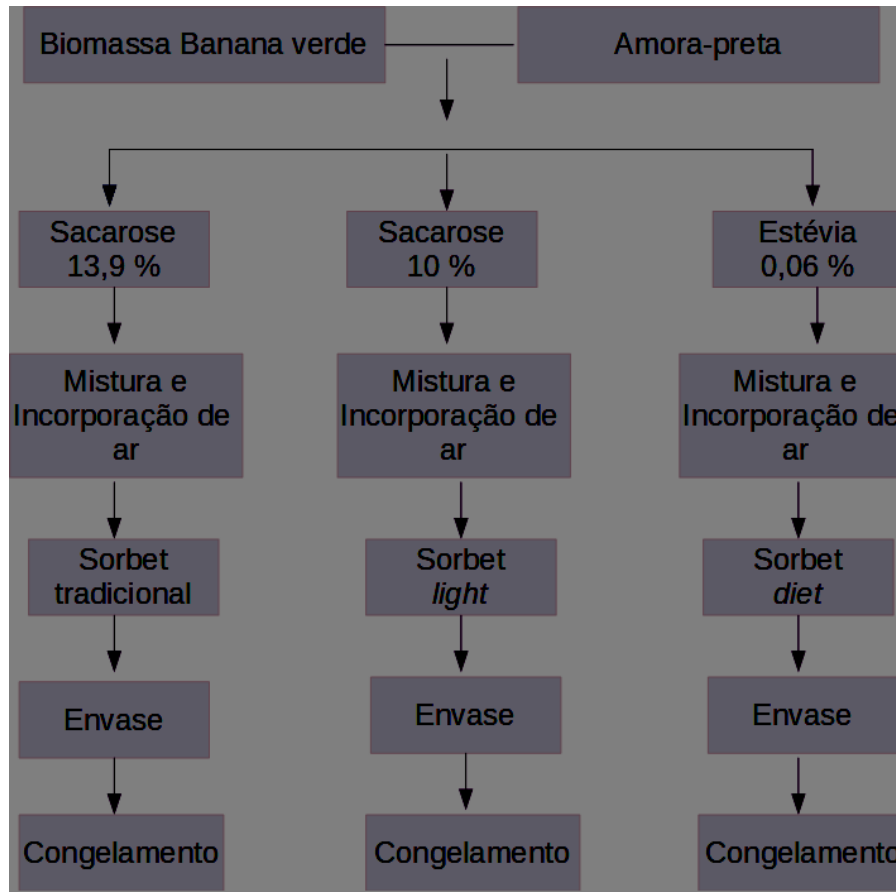 Biomassa Banana verde
Amora-preta
Sacarose
13,9 %
Sacarose
10 %
Estévia
0,06 %
Mistura e
Incorporação de
ar
Mistura e
Incorporação de
ar
Mistura e
Incorporação de
ar
Sorbet
tradicional
Sorbet
light
Sorbet
diet
Envase
Envase
Envase
Congelamento
Congelamento
Congelamento